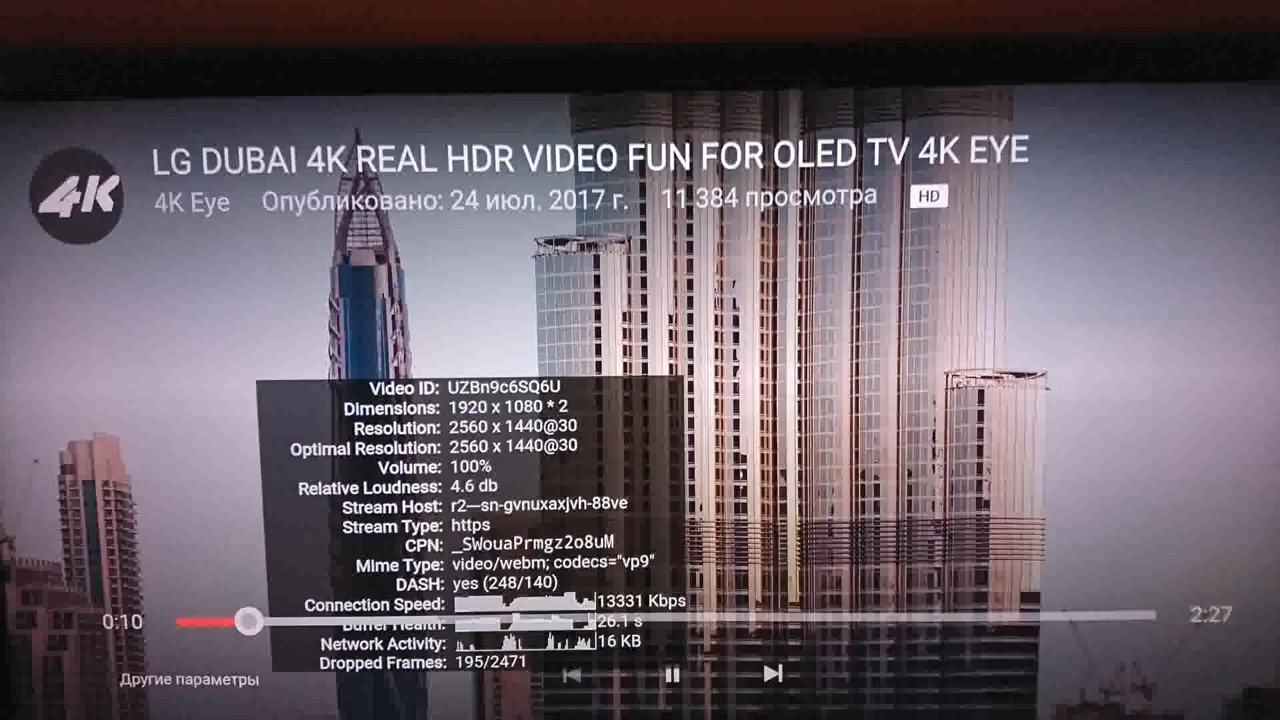 4K
LG DUBAI 4K REAL HDR VIDEO FUN FOR OLED TV 4K EYE
4K Eye Опубликовано: 24 июл. 2017 г. 11 384 просмотра HD
Video ID: UZBn9c6SQ6U
Dimensions: 1920 x 1080 * 2
Resolution: 2560 x 1440@30
Optimal Resolution: 2560 x 1440@30
Volume: 100%
Relative Loudness: 4.6 db
Stream Host: r2—sn-gvnuxaxjvh-88ve
Stream Type: https
CPN: _SWouaPrmgz2o8uM
Mime Type: video/webm; codecs="vp9"
DASH: yes (248/140)
Connection Speed: 13331 Kbps
0:10 2:27
Buffer Health: 26.1 s
Network Activity: 16 KB
Dropped Frames: 195/2471
Другие параметры